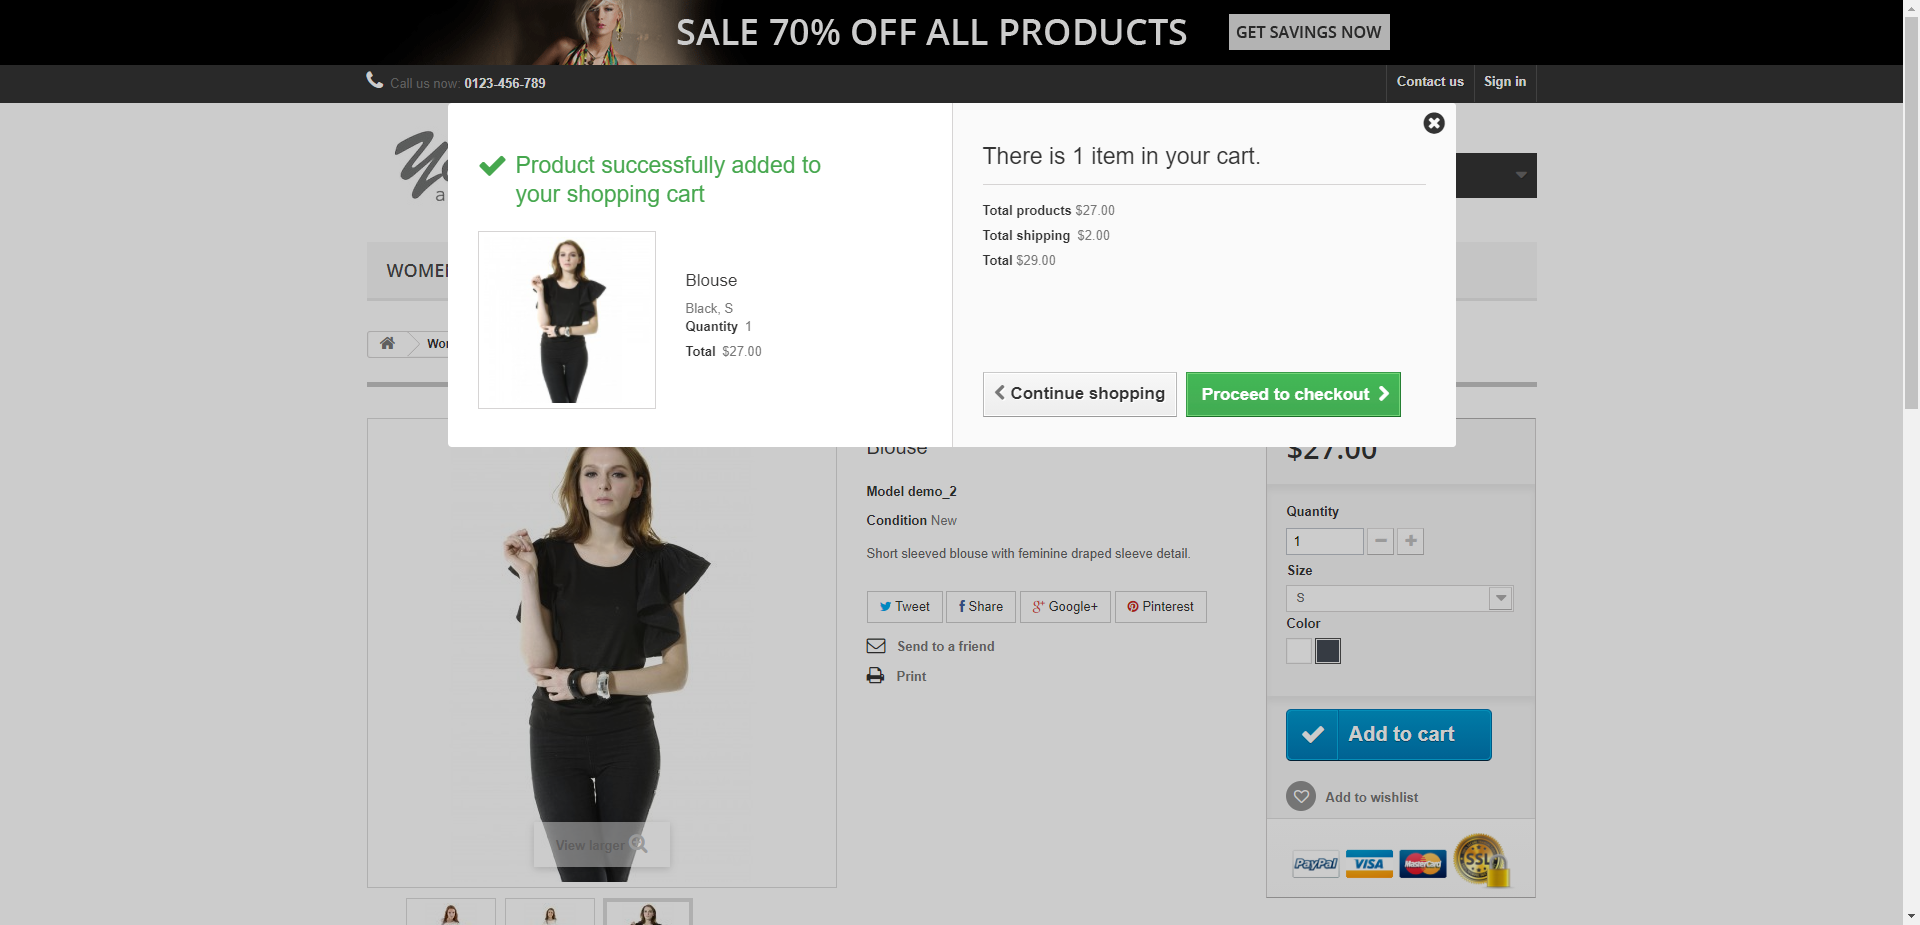 SALE 70% OFF ALL PRODUCTS
GET SAVINGS NOW
Call us now: 0123-456-789
Contact us
Sign in
Product successfully added to
your shopping cart
Blouse
Black, S
Quantity 1
Total $27.00
There is 1 item in your cart.
Total products $27.00
Total shipping $2.00
Total $29.00
Continue shopping
Proceed to checkout
Blouse
Model demo_2
Condition New
Short sleeved blouse with feminine draped sleeve detail.
Tweet
Share
Google+
Pinterest
Send to a friend
Print
View larger
$27.00
Quantity
1
Size
S
Color
Add to cart
Add to wishlist
PayPal
VISA
MasterCard
SSL